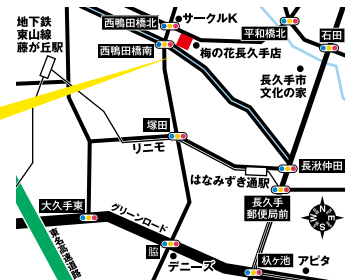 サークルK
西鴨田橋北
地下鉄
東山線
藤が丘駅
平和橋北
石田
西鴨田橋南
梅の花長久手店
長久手市
文化の家
塚田
リニモ
長湫仲田
はなみずき通駅
長久手
郵便局前
大久手東
グリーンロード
東名高速道路
脇
デニーズ
杁ヶ池
アピタ
N
E
S
W